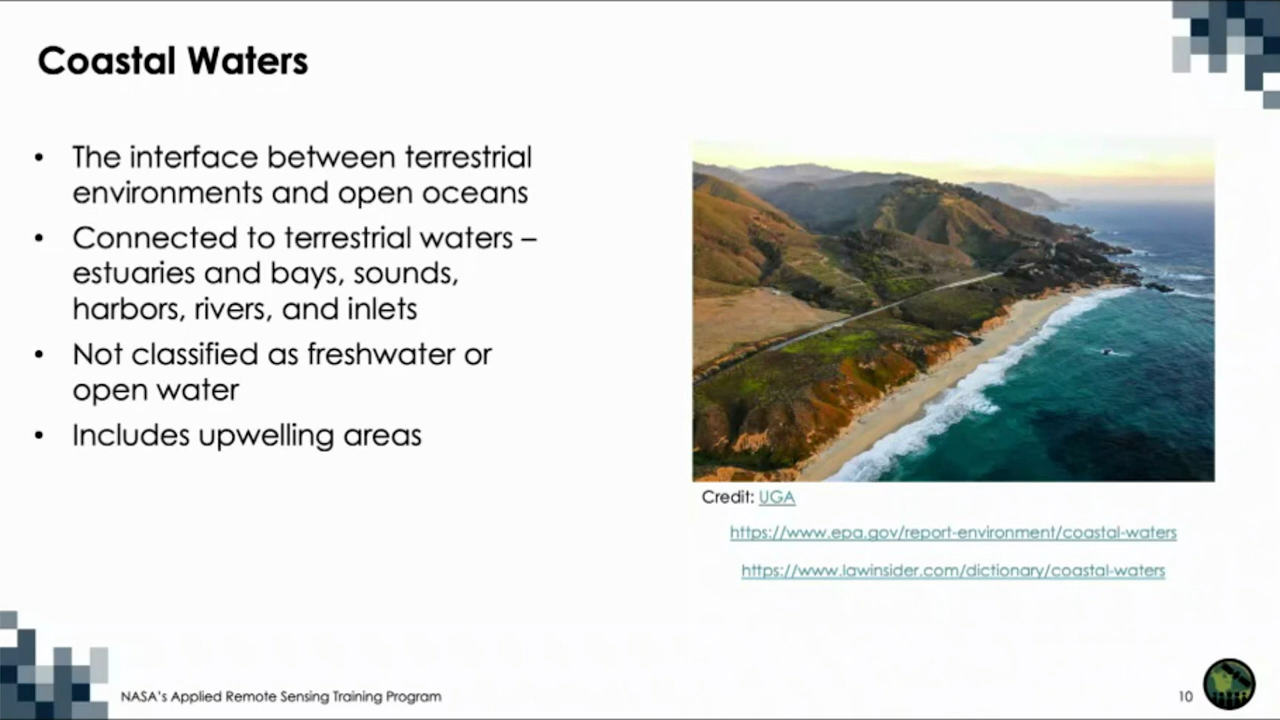 Coastal Waters
• The interface between terrestrial
environments and open oceans
• Connected to terrestrial waters –
estuaries and bays, sounds,
harbors, rivers, and inlets
• Not classified as freshwater or
open water
• Includes upwelling areas
Credit: UGA
https://www.epa.gov/report-environment/coastal-waters
https://www.lawinsider.com/dictionary/coastal-waters
NASA's Applied Remote Sensing Training Program
10